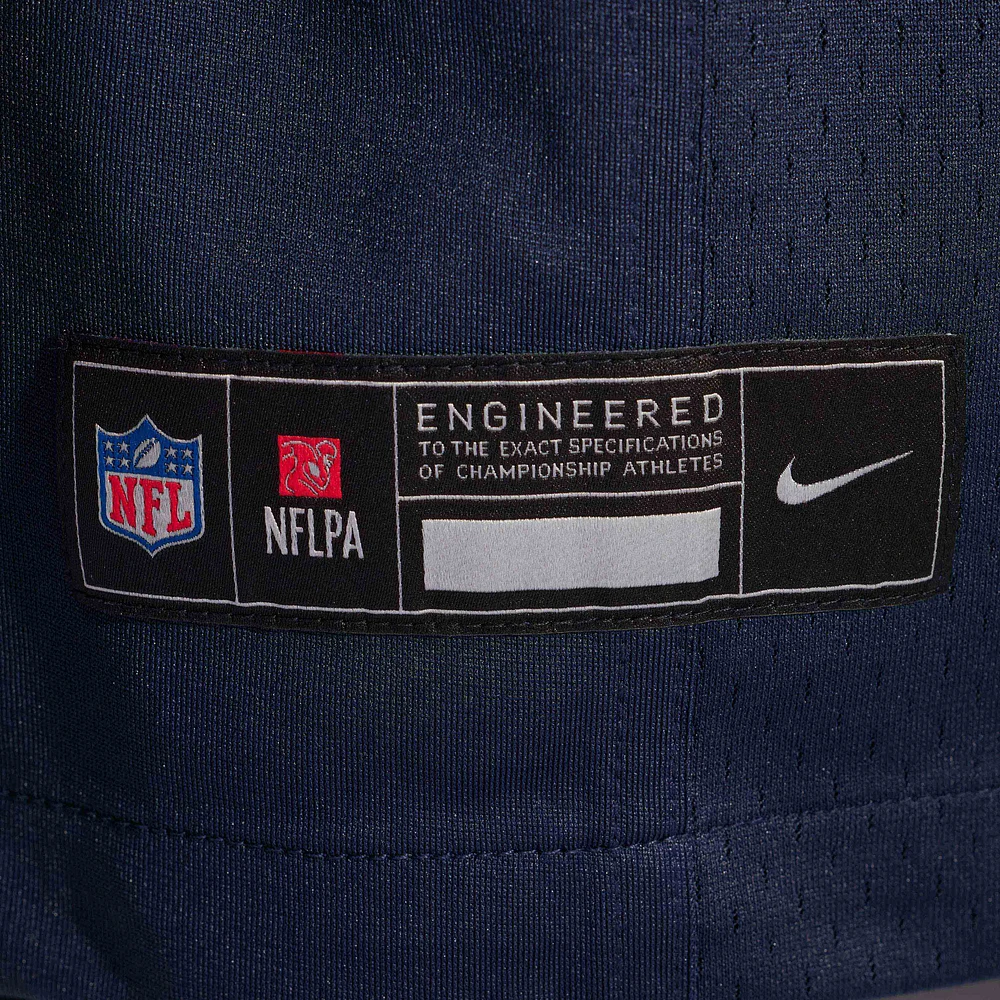 NFL
NFLPA
ENGINEERED
TO THE EXACT SPECIFICATIONS
OF CHAMPIONSHIP ATHLETES